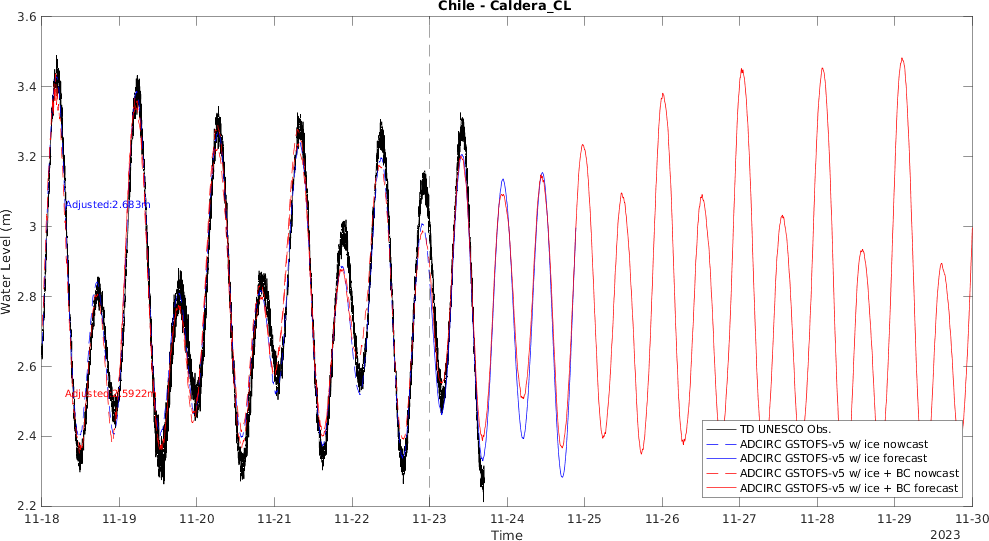 Chile - Caldera_CL
3.6
3.4
3.2
3
2.8
2.6
2.4
2.2
Water Level (m)
Adjusted:2.683m
Adjusted:2.5922m
TD UNESCO Obs.
ADCIRC GSTOFS-v5 w/ ice nowcast
ADCIRC GSTOFS-v5 w/ ice forecast
ADCIRC GSTOFS-v5 w/ ice + BC nowcast
ADCIRC GSTOFS-v5 w/ ice + BC forecast
11-18 11-19 11-20 11-21 11-22 11-23 11-24 11-25 11-26 11-27 11-28 11-29 11-30
Time
2023